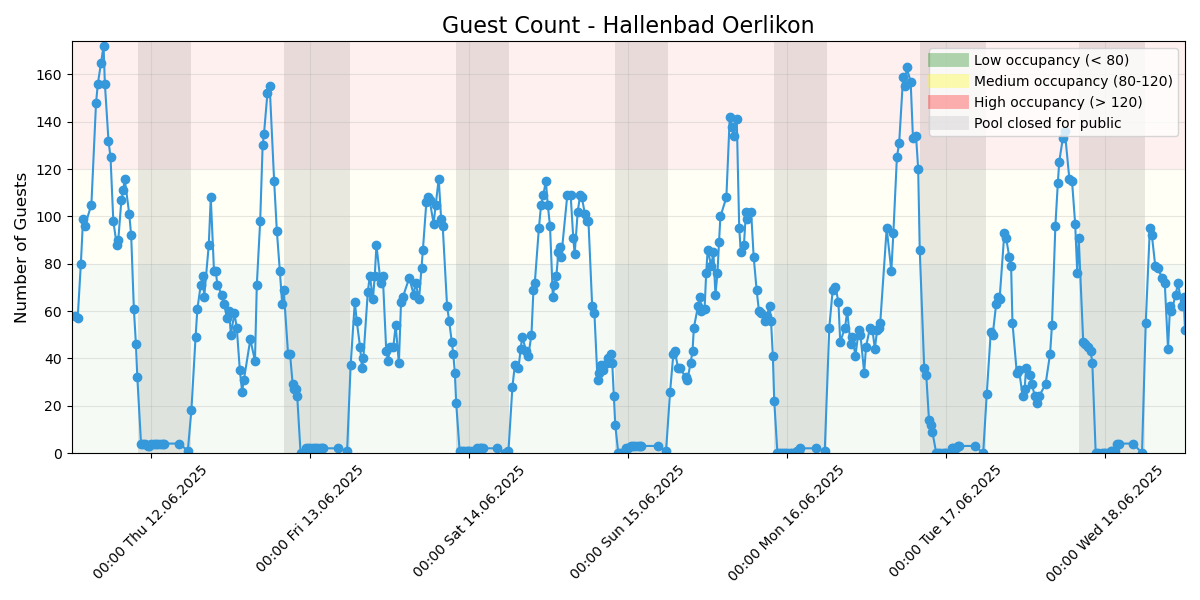 Guest Count - Hallenbad Oerlikon
Number of Guests
160
140
120
100
80
60
40
20
0
Low occupancy (< 80)
Medium occupancy (80-120)
High occupancy (> 120)
Pool closed for public
00:00 Thu 12.06.2025
00:00 Fri 13.06.2025
00:00 Sat 14.06.2025
00:00 Sun 15.06.2025
00:00 Mon 16.06.2025
00:00 Tue 17.06.2025
00:00 Wed 18.06.2025